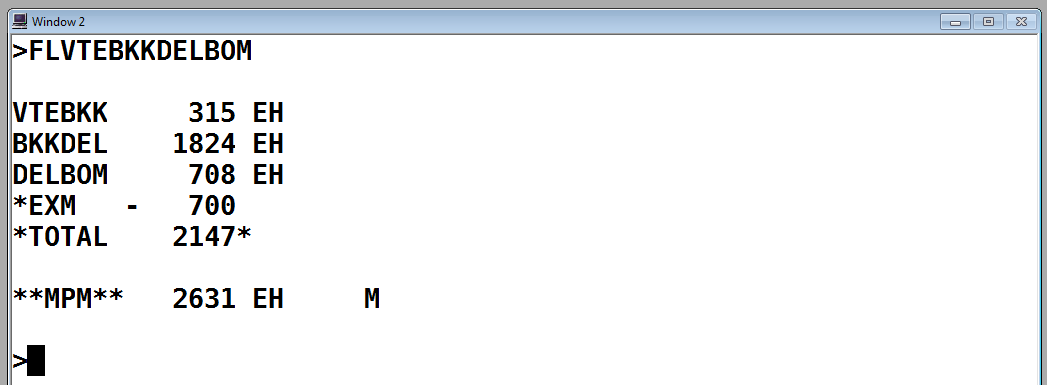 Window 2
>FLVTEBKKDELBOM
VTEBKK 315 EH
BKKDEL 1824 EH
DELBOM 708 EH
*EXM - 700
*TOTAL 2147*
**MPM** 2631 EH M
>